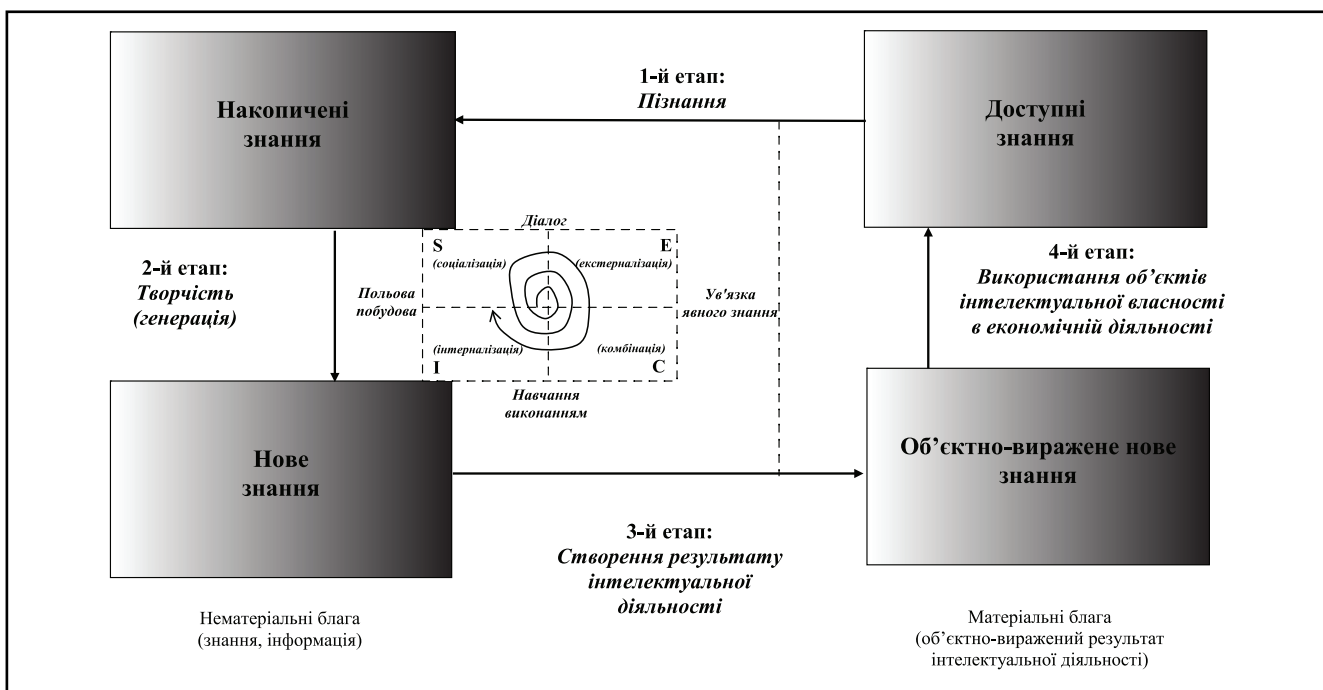 Накопичені
знання
1-й етап:
Пізнання
Доступні
знання
2-й етап:
Творчість
(генерація)
Діалог
S
E
(соціалізація)
(екстерналізація)
Польова
побудова
Ув'язка
явного знання
(інтерналізація)
(комбінація)
I
C
Навчання
виконанням
4-й етап:
Використання об’єктів
інтелектуальної власності
в економічній діяльності
Нове
знання
Об’єктно-виражене нове
знання
3-й етап:
Створення результату
інтелектуальної
діяльності
Нематеріальні блага
(знання, інформація)
Матеріальні блага
(об’єктно-виражений результат
інтелектуальної діяльності)